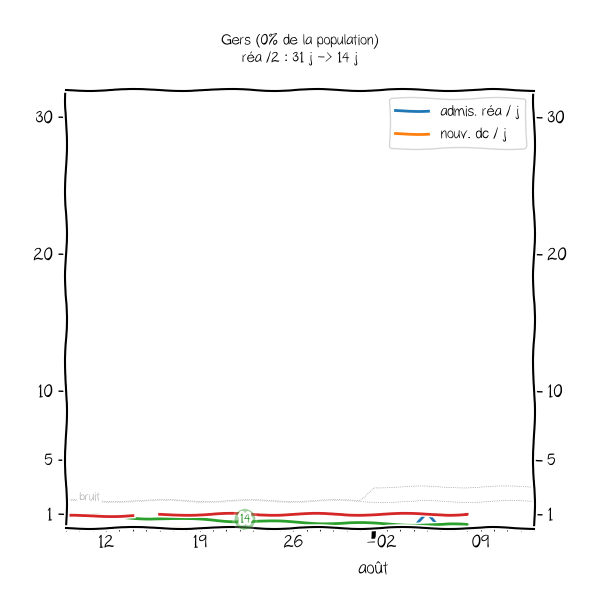 Gers (0% de la population)
réa /2 : 31 j -> 14 j
admis. réa / j
nouv. dc / j
30 30
20 20
10 10
5 5
bruit
1 14 1
12 19 26 02 09
août